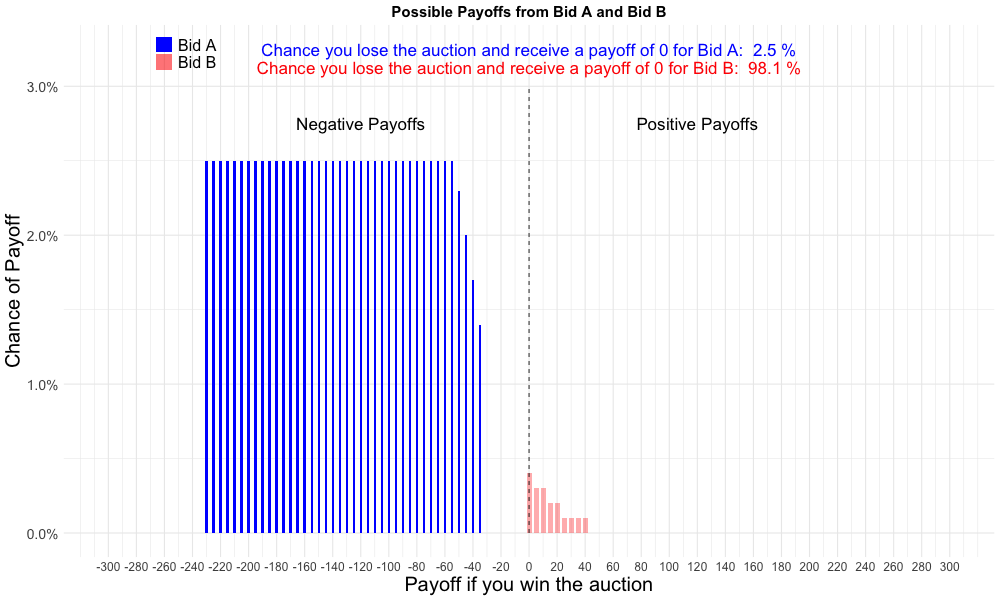 Possible Payoffs from Bid A and Bid B
Bid A
Bid B
Chance you lose the auction and receive a payoff of 0 for Bid A:  2.5 %
Chance you lose the auction and receive a payoff of 0 for Bid B:  98.1 %
Negative Payoffs
Positive Payoffs
Chance of Payoff
3.0%
2.0%
1.0%
0.0%
-300 -280 -260 -240 -220 -200 -180 -160 -140 -120 -100 -80 -60 -40 -20 0 20 40 60 80 100 120 140 160 180 200 220 240 260 280 300
Payoff if you win the auction